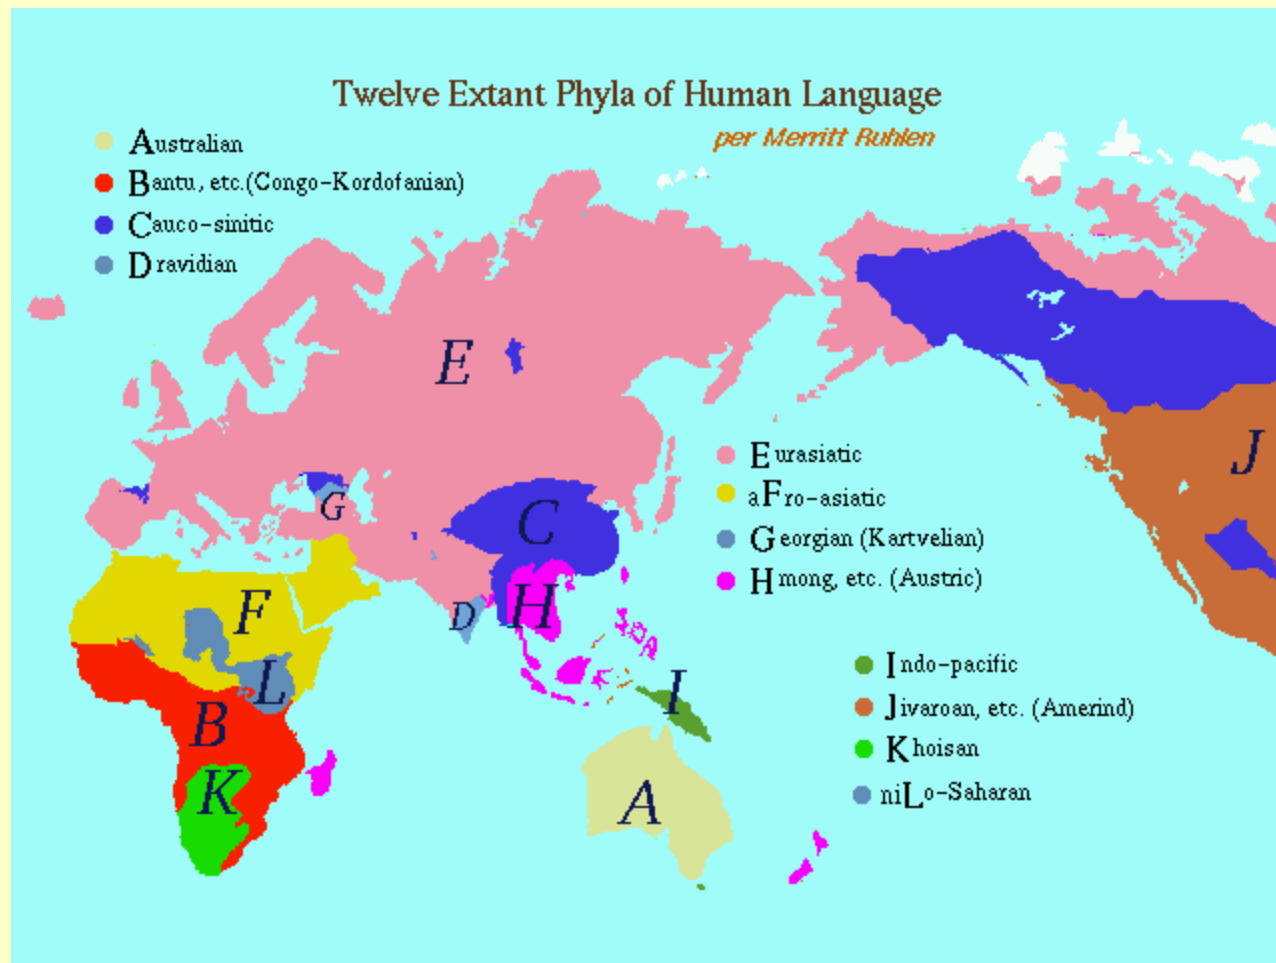 Twelve Extant Phyla of Human Language
per Merritt Ruhlen
Australian
Bantu, etc.(Congo-Kordofanian)
Cauco-sinitic
Dravidian
E
J
Eurasiatic
aFro-asiatic
Georgian (Kartvelian)
Hmong, etc. (Austric)
G
C
F
D
H
L
I
B
K
A
Indo-pacific
Jivaroan, etc. (Amerind)
Khoisan
niLo-Saharan